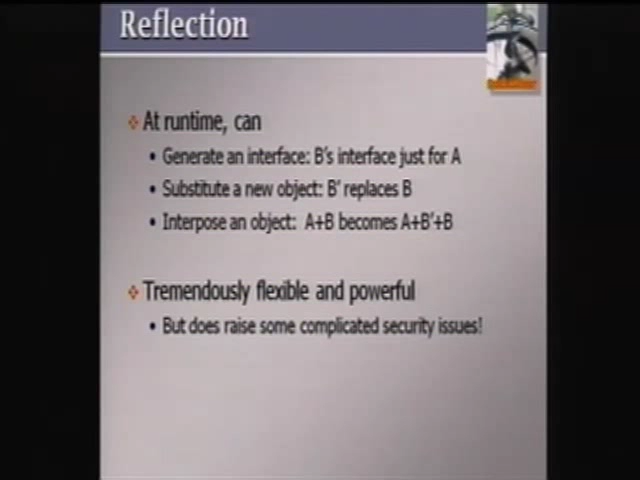 Reflection
At runtime, can
Generate an interface: B's interface just for A
Substitute a new object: B' replaces B
Interpose an object: A+B becomes A+B'+B
Tremendously flexible and powerful
But does raise some complicated security issues!